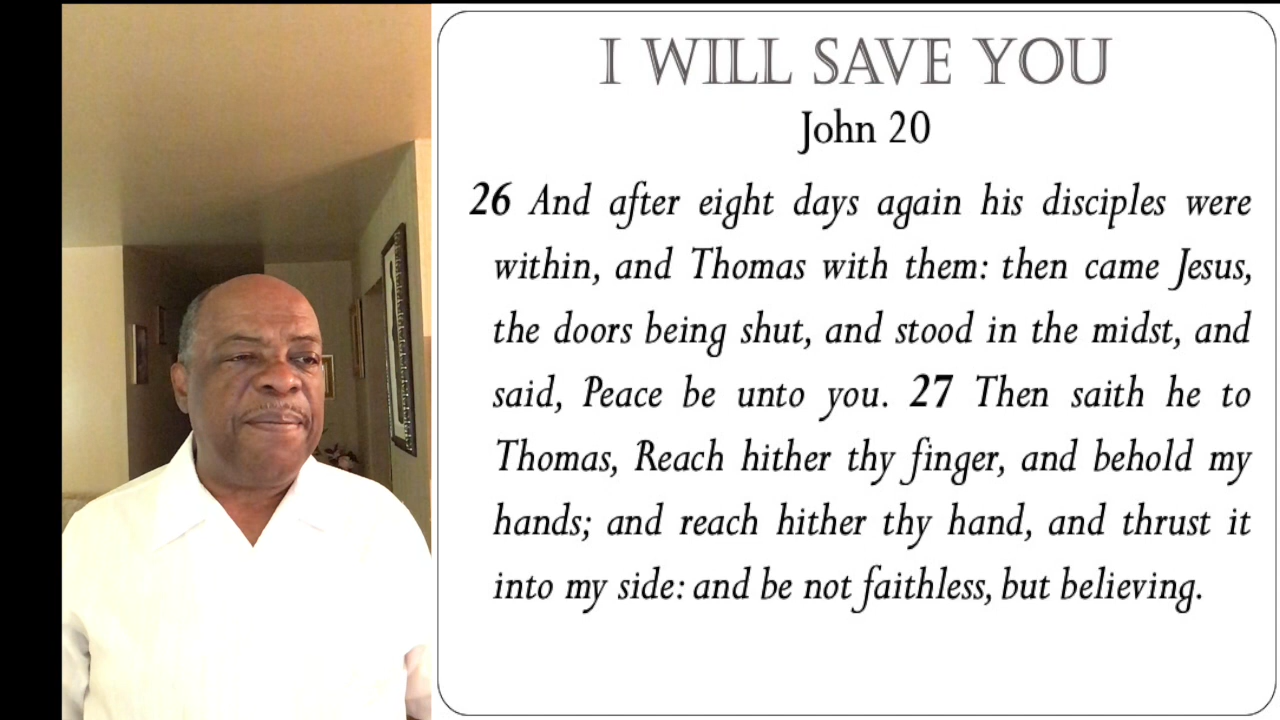 I WILL SAVE YOU
John 20
26 And after eight days again his disciples were
within, and Thomas with them: then came Jesus,
the doors being shut, and stood in the midst, and
said, Peace be unto you. 27 Then saith he to
Thomas, Reach hither thy finger, and behold my
hands; and reach hither thy hand, and thrust it
into my side: and be not faithless, but believing.